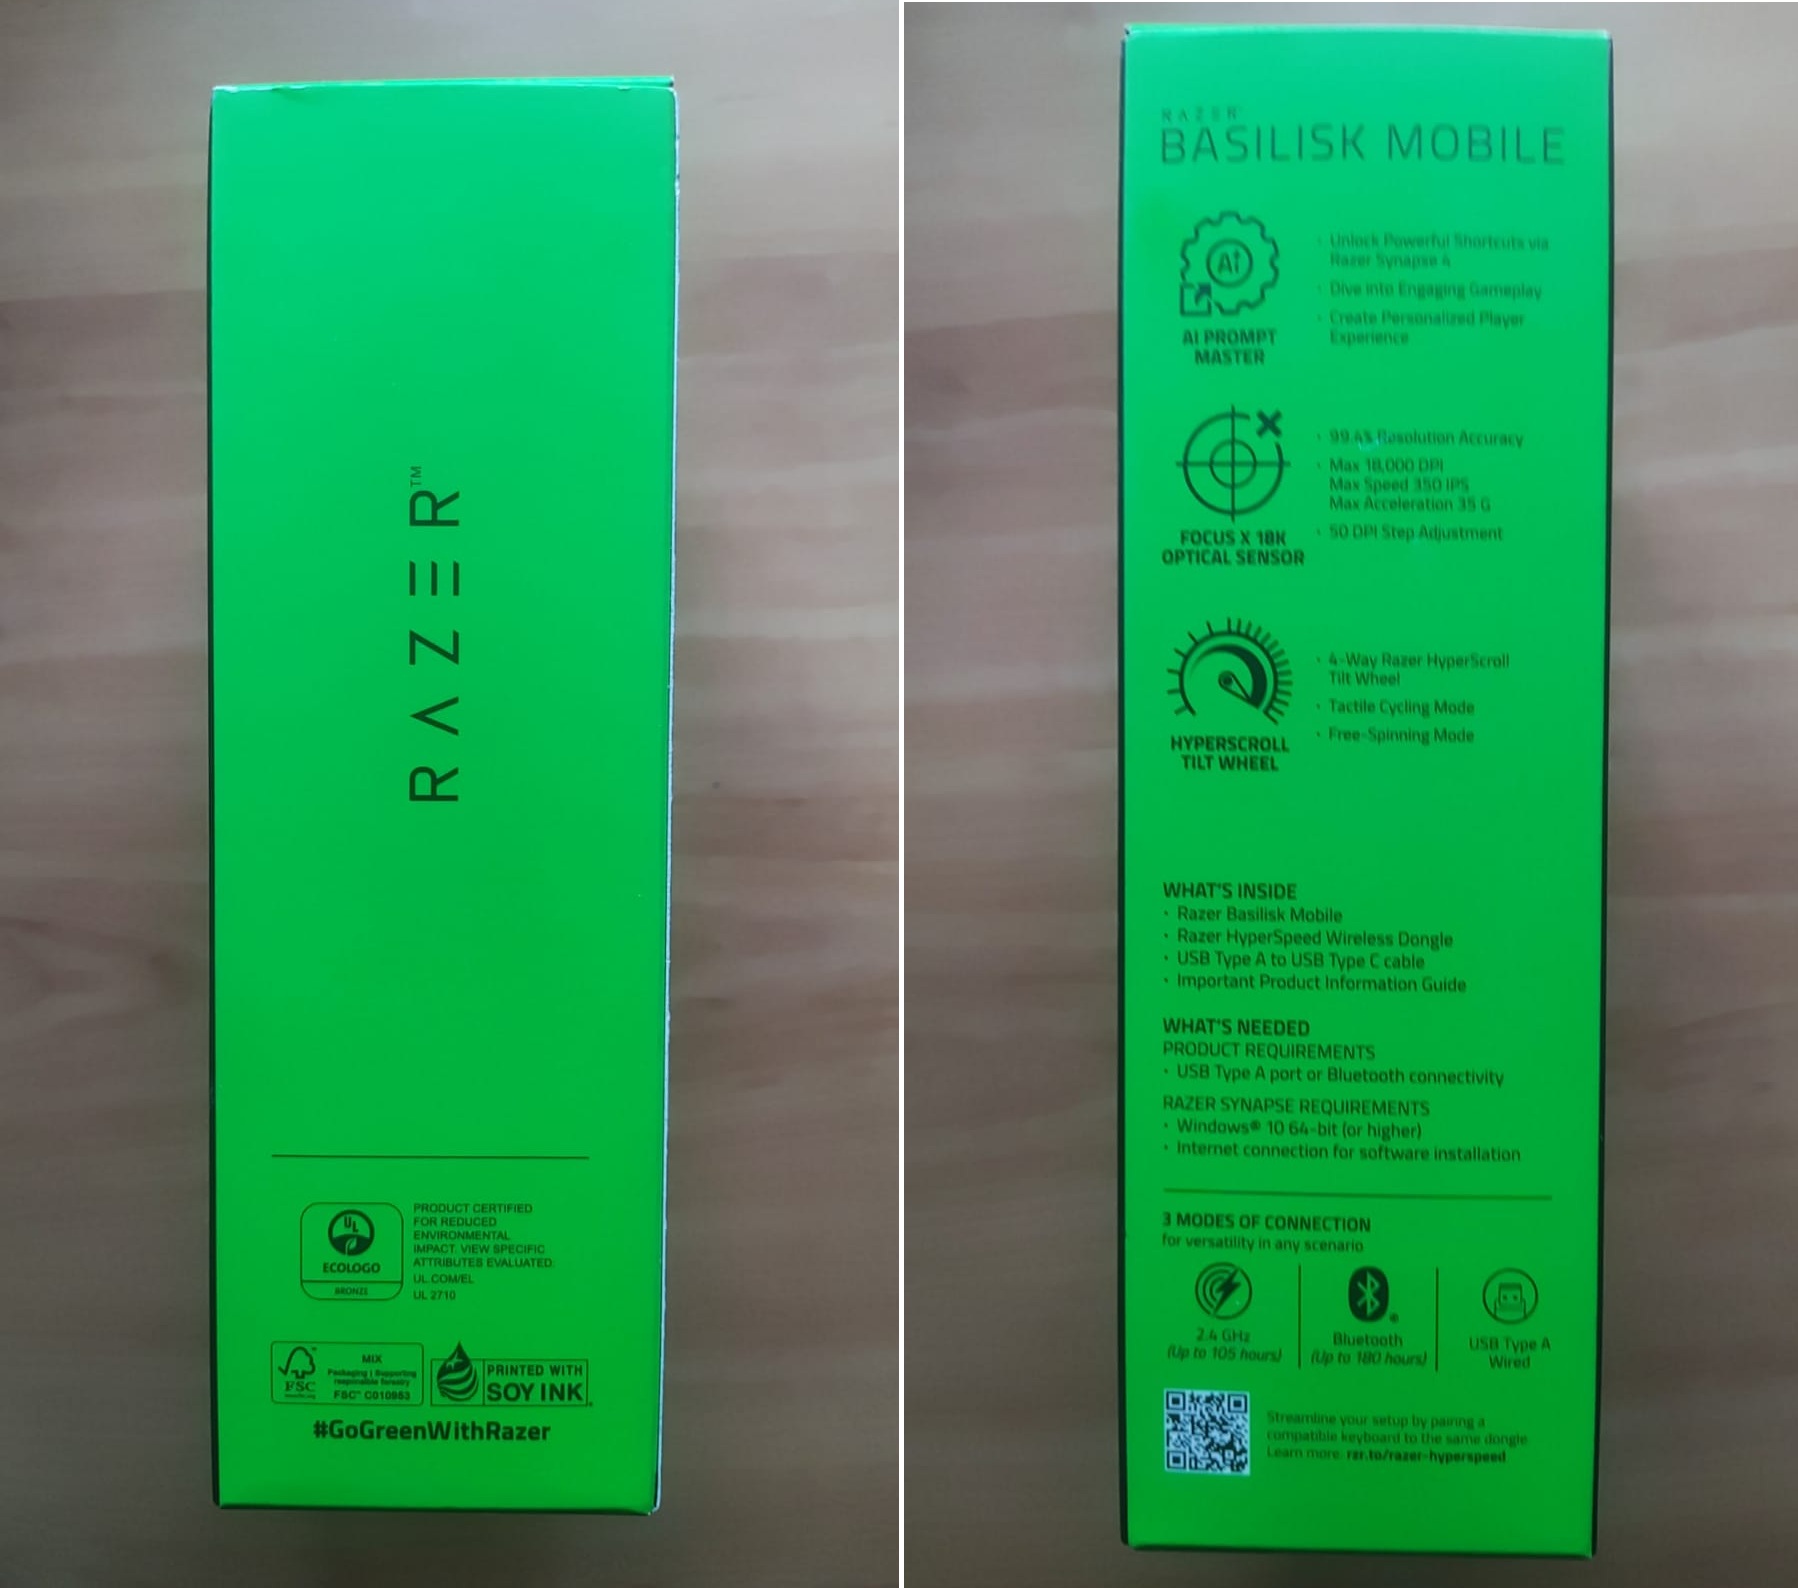 RAZER™
UL
ECOLOGO
BRONZE
PRODUCT CERTIFIED
FOR REDUCED
ENVIRONMENTAL
IMPACT. VIEW SPECIFIC
ATTRIBUTES EVALUATED:
UL.COM/EL
UL 2710
FSC
MIX
Packaging | Supporting
responsible forestry
FSC™ C010953
PRINTED WITH
SOY INK
#GoGreenWithRazer
RAZER
BASILISK MOBILE
AI
AI PROMPT
MASTER
· Unlock Powerful Shortcuts via
Razer Synapse 4
· Dive into Engaging Gameplay
· Create Personalized Player
Experience
FOCUS X 18K
OPTICAL SENSOR
· 99.4% Resolution Accuracy
· Max 18,000 DPI
Max Speed 350 IPS
Max Acceleration 35 G
· 50 DPI Step Adjustment
HYPERSCROLL
TILT WHEEL
· 4-Way Razer HyperScroll
Tilt Wheel
· Tactile Cycling Mode
· Free-Spinning Mode
WHAT'S INSIDE
· Razer Basilisk Mobile
· Razer HyperSpeed Wireless Dongle
· USB Type A to USB Type C cable
· Important Product Information Guide
WHAT'S NEEDED
PRODUCT REQUIREMENTS
· USB Type A port or Bluetooth connectivity
RAZER SYNAPSE REQUIREMENTS
· Windows® 10 64-bit (or higher)
· Internet connection for software installation
3 MODES OF CONNECTION
for versatility in any scenario
2.4 GHz
(Up to 105 hours)
Bluetooth
(Up to 180 hours)
USB Type A
Wired
Streamline your setup by pairing a
compatible keyboard to the same dongle
Learn more: rzr.to/razer-hyperspeed